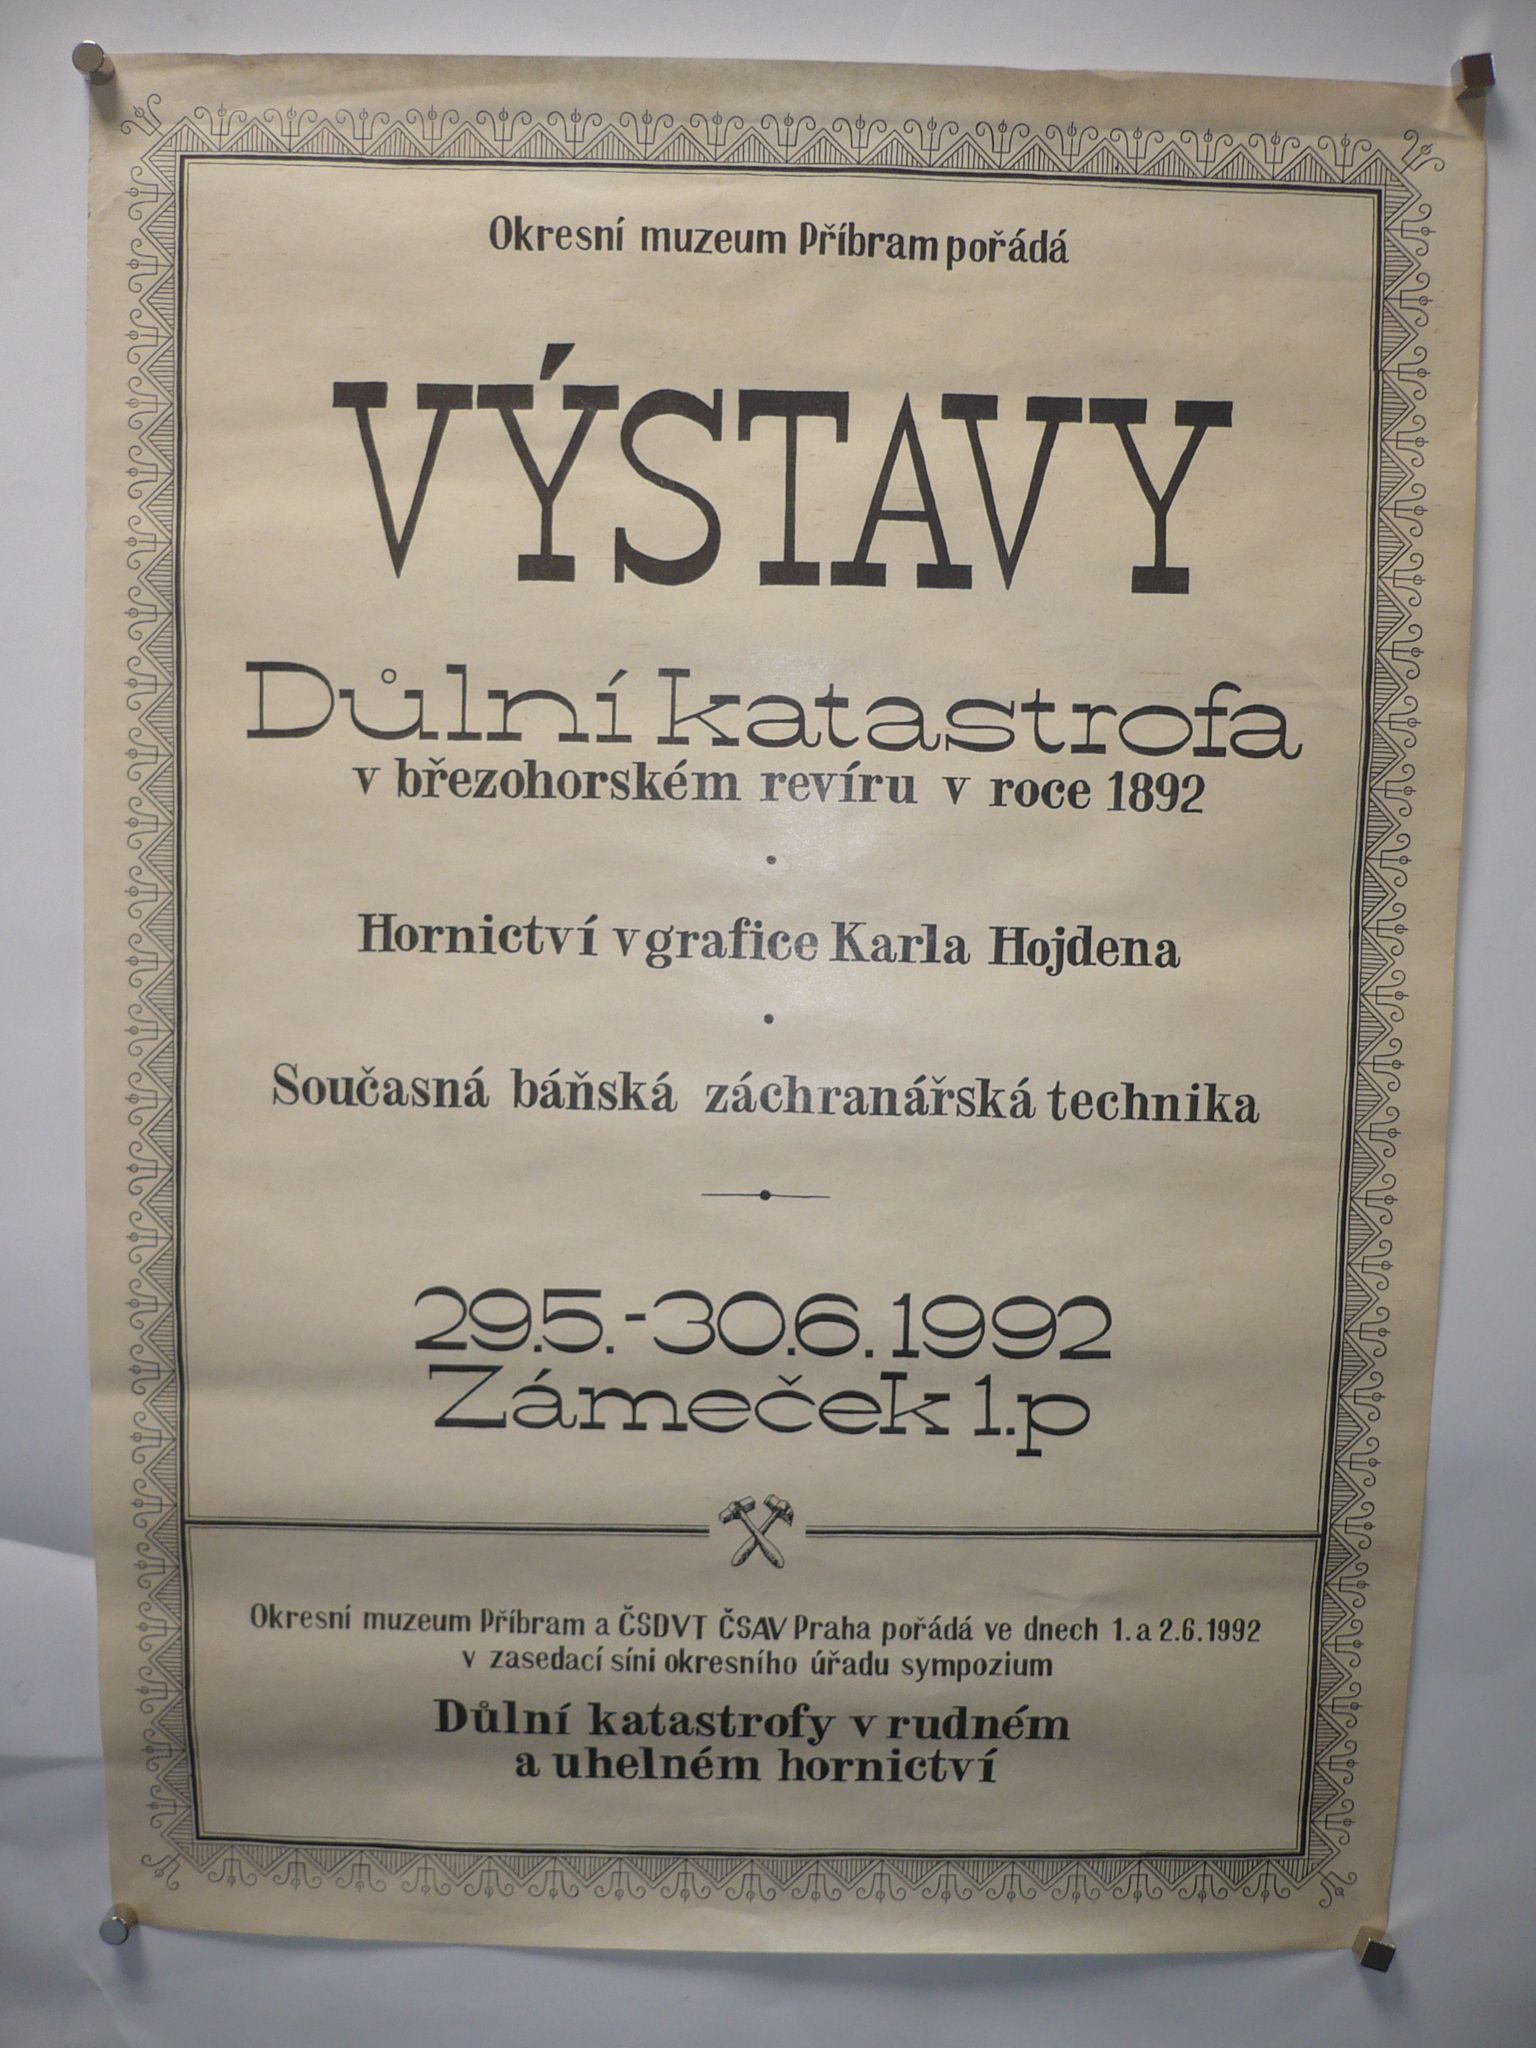 Okresní muzeum Příbram pořádá
VÝSTAVY
Důlní katastrofa
v březohorském revíru v roce 1892
Hornictví v grafice Karla Hojdena
Současná báňská záchranářská technika
29.5.-30.6.1992
Zámeček 1.p
Okresní muzeum Příbram a ČSDVT ČSAV Praha pořádá ve dnech 1. a 2.6.1992
v zasedací síni okresního úřadu sympozium
Důlní katastrofy v rudném
a uhelném hornictví